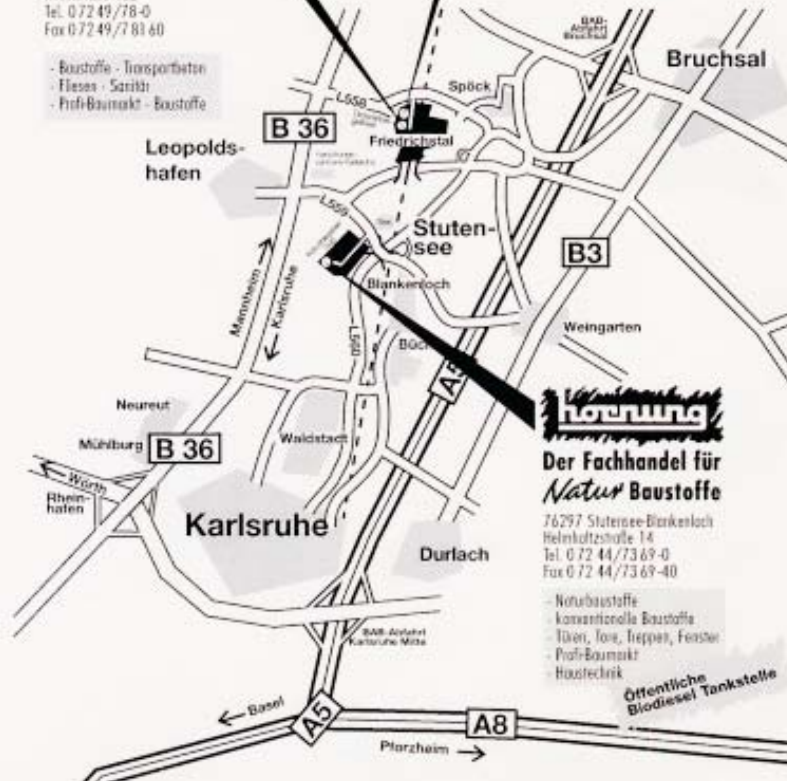 Tel. 0 72 49/78-0
Fax 0 72 49/7 81 60
- Baustoffe - Transportbeton
- Fliesen - Sanitär
- Profi-Baumarkt - Baustoffe
BAB-
Abfahrt
Bruchsal
Bruchsal
Spöck
L558
B 36
Friedrichstal
Leopolds-
hafen
L559
Stuten-
see
B3
Mannheim
Karlsruhe
Blankenloch
L560
Weingarten
A5
Neureut
Waldstadt
Mühlburg
B 36
Wörth
Rhein-
hafen
Karlsruhe
Durlach
hornung
Der Fachhandel für
Natur Baustoffe
76297 Stutensee-Blankenloch
Helmholtzstraße 14
Tel. 0 72 44/73 69-0
Fax 0 72 44/73 69-40
- Naturbaustoffe
- konventionelle Baustoffe
- Türen, Tore, Treppen, Fenster
- Profi-Baumarkt
- Haustechnik
BAB-Abfahrt
Karlsruhe Mitte
Öffentliche
Biodiesel Tankstelle
Basel
A5
A8
Pforzheim